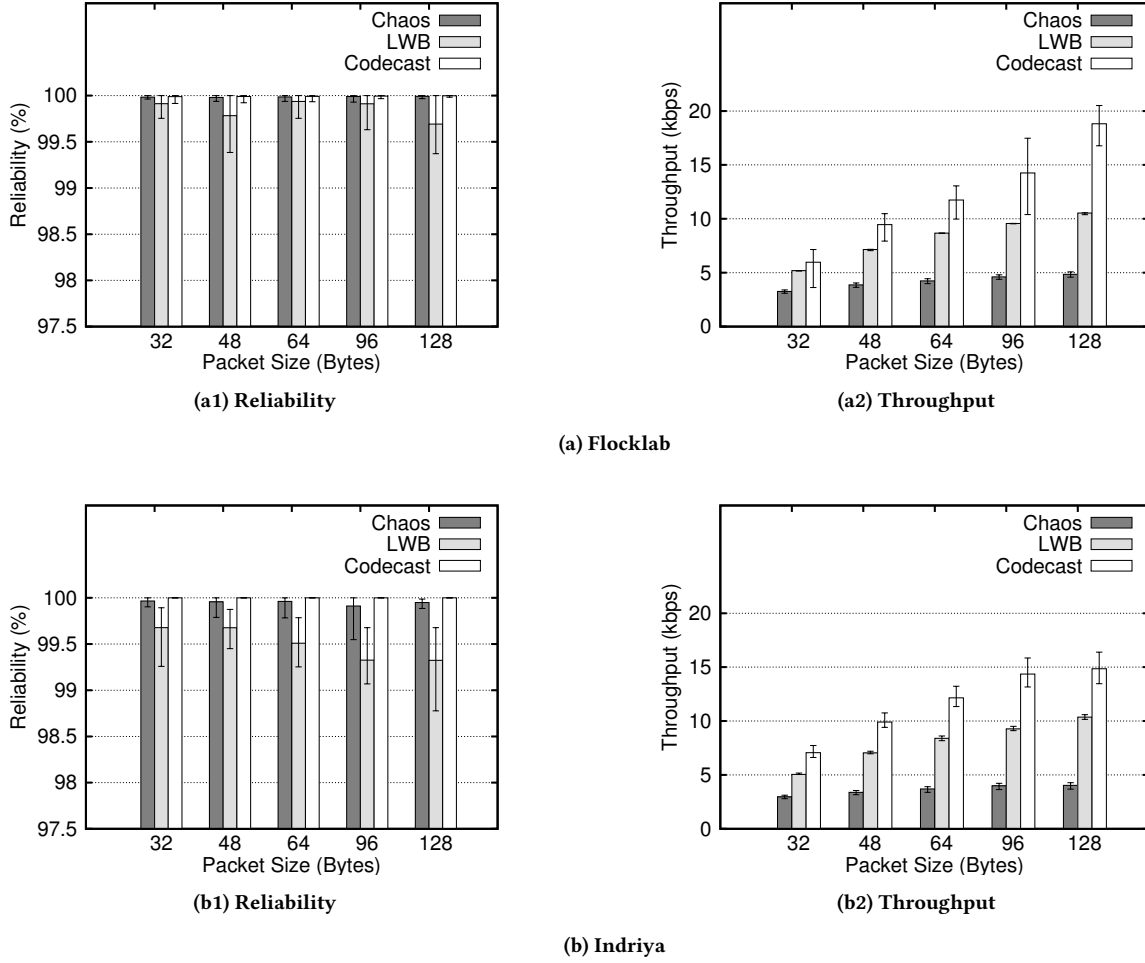 Chaos
LWB
Codecast
Reliability (%)
100
99.5
99
98.5
98
97.5
32 48 64 96 128
Packet Size (Bytes)
(a1) Reliability
Chaos
LWB
Codecast
Throughput (kbps)
20
15
10
5
0
32 48 64 96 128
Packet Size (Bytes)
(a2) Throughput
(a) Flocklab
Chaos
LWB
Codecast
Reliability (%)
100
99.5
99
98.5
98
97.5
32 48 64 96 128
Packet Size (Bytes)
(b1) Reliability
Chaos
LWB
Codecast
Throughput (kbps)
20
15
10
5
0
32 48 64 96 128
Packet Size (Bytes)
(b2) Throughput
(b) Indriya